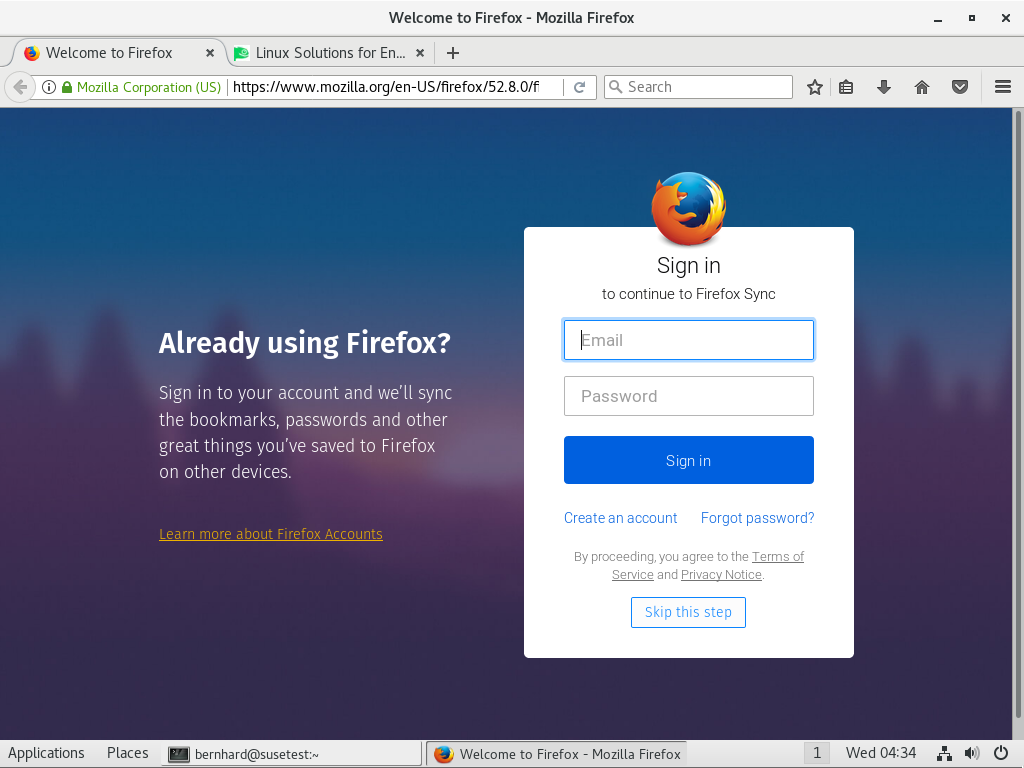 Welcome to Firefox - Mozilla Firefox
Welcome to Firefox
Linux Solutions for En...
Mozilla Corporation (US)
https://www.mozilla.org/en-US/firefox/52.8.0/fi
Search
Sign in
to continue to Firefox Sync
Email
Password
Sign in
Create an account
Forgot password?
By proceeding, you agree to the Terms of
Service and Privacy Notice.
Skip this step
Already using Firefox?
Sign in to your account and we’ll sync
the bookmarks, passwords and other
great things you’ve saved to Firefox
on other devices.
Learn more about Firefox Accounts
Applications
Places
bernhard@susetest:~
Welcome to Firefox - Mozilla Firefox
1
Wed 04:34